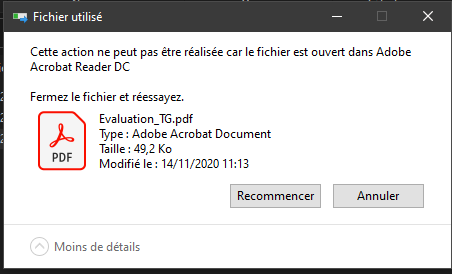 Fichier utilisé
Cette action ne peut pas être réalisée car le fichier est ouvert dans Adobe
Acrobat Reader DC
Fermez le fichier et réessayez.
PDF
Evaluation_TG.pdf
Type : Adobe Acrobat Document
Taille : 49,2 Ko
Modifié le : 14/11/2020 11:13
Recommencer
Annuler
Moins de détails